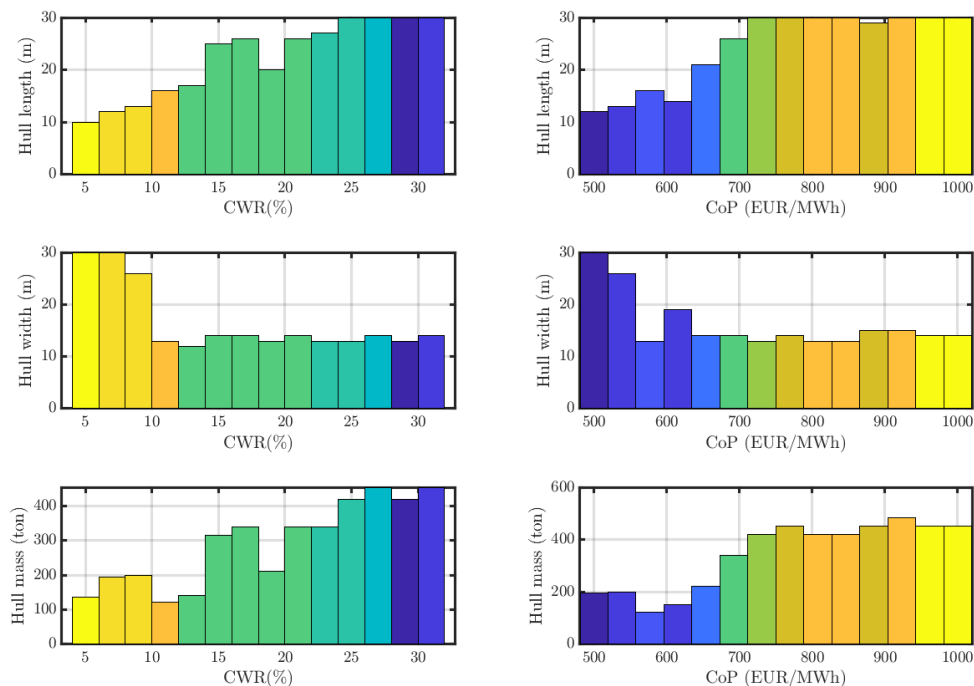 30
20
10
0
Hull length (m)
5 10 15 20 25 30
CWR(%)
30
20
10
0
Hull length (m)
500 600 700 800 900 1000
CoP (EUR/MWh)
30
20
10
0
Hull width (m)
5 10 15 20 25 30
CWR(%)
30
20
10
0
Hull width (m)
500 600 700 800 900 1000
CoP (EUR/MWh)
400
300
200
100
0
Hull mass (ton)
5 10 15 20 25 30
CWR(%)
600
400
200
0
Hull mass (ton)
500 600 700 800 900 1000
CoP (EUR/MWh)